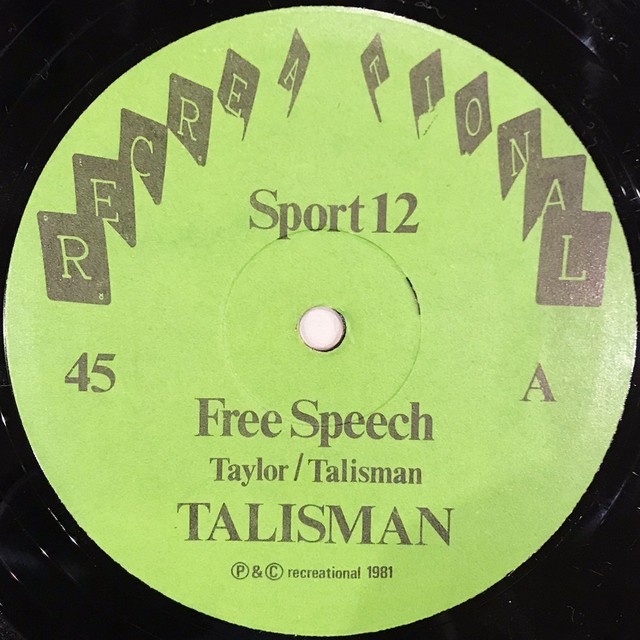 RECREATIONAL
Sport 12
45
A
Free Speech
Taylor/Talisman
TALISMAN
Ⓟ & © recreational 1981